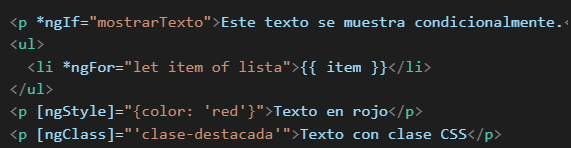 <p *ngIf="mostrarTexto">Este texto se muestra condicionalmente.<
<ul>
<li *ngFor="let item of lista">{{ item }}</li>
</ul>
<p [ngStyle]="{color: 'red'}">Texto en rojo</p>
<p [ngClass]="'clase-destacada'">Texto con clase CSS</p>